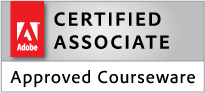 Adobe
CERTIFIED
ASSOCIATE
Approved Courseware